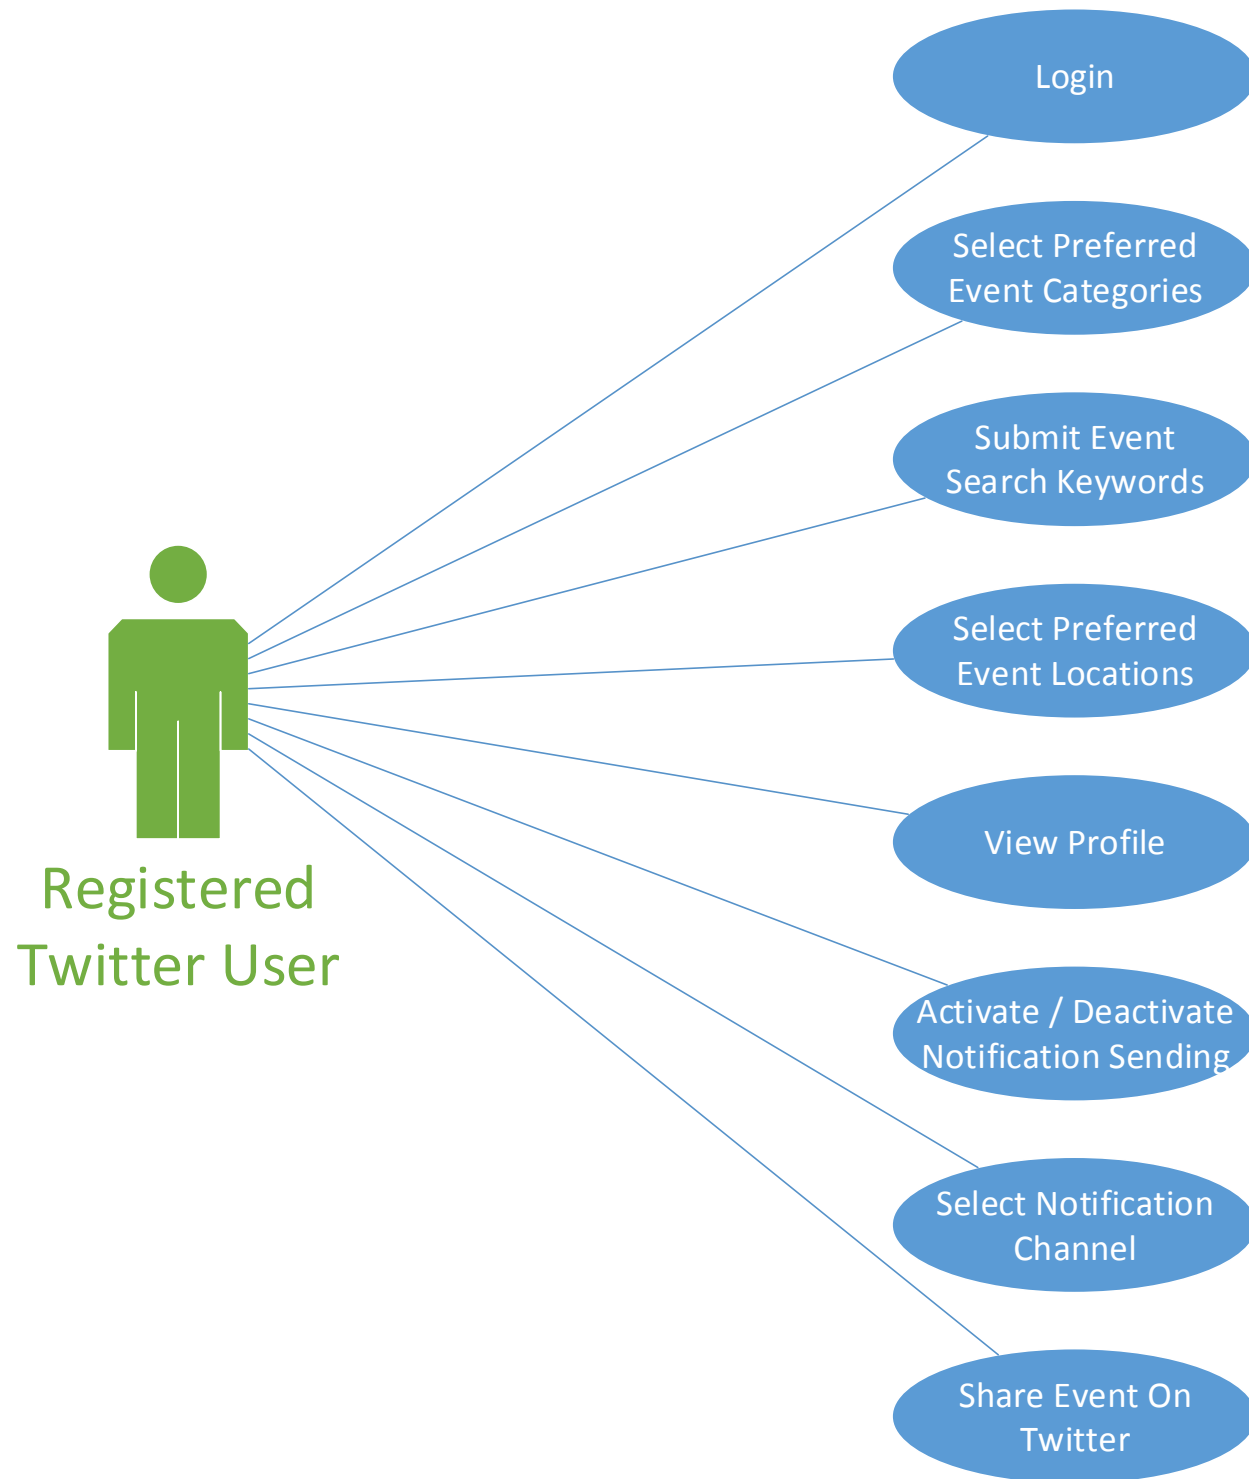 Login
Select Preferred
Event Categories
Submit Event
Search Keywords
Select Preferred
Event Locations
View Profile
Registered
Twitter User
Activate / Deactivate
Notification Sending
Select Notification
Channel
Share Event On
Twitter